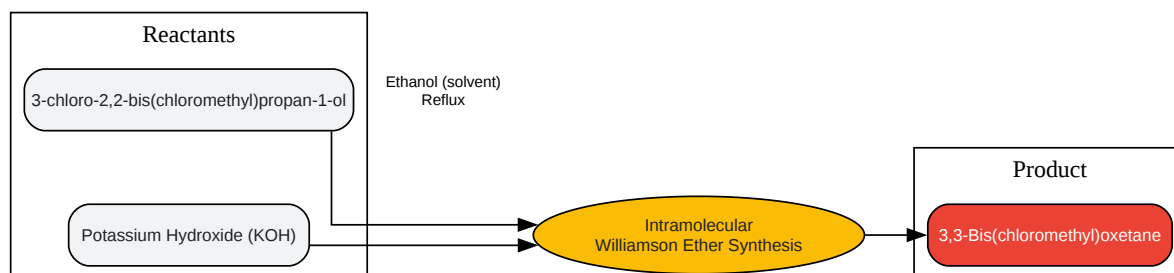 Reactants
3-chloro-2,2-bis(chloromethyl)propan-1-ol
Ethanol (solvent)
Reflux
Potassium Hydroxide (KOH)
Intramolecular
Williamson Ether Synthesis
Product
3,3-Bis(chloromethyl)oxetane